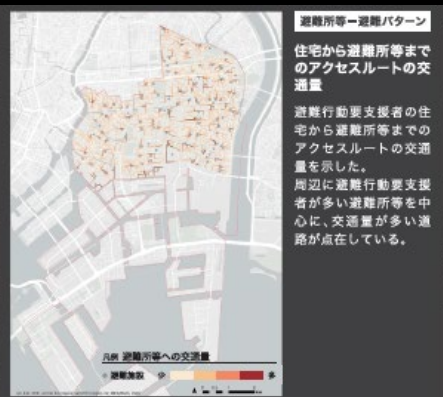 避難所等ー避難パターン
住宅から避難所等まで
のアクセスルートの交
通量
避難行動要支援者の住
宅から避難所等までの
アクセスルートの交通
量を示した。
周辺に避難行動要支援
者が多い避難所等を中
心に、交通量が多い道
路が点在している。
凡例 避難所等への交通量
避難施設 少 多